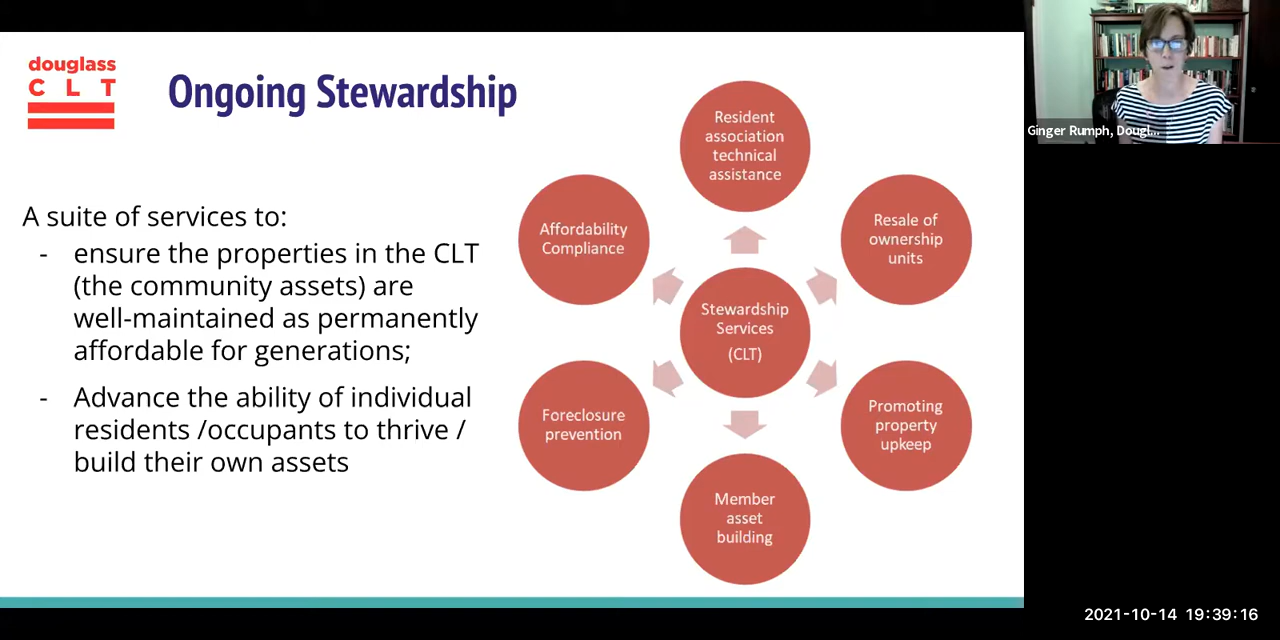 douglass
CLT
Ongoing Stewardship
A suite of services to:
- ensure the properties in the CLT
(the community assets) are
well-maintained as permanently
affordable for generations;
- Advance the ability of individual
residents /occupants to thrive /
build their own assets
Resident
association
technical
assistance
Affordability
Compliance
Resale of
ownership
units
Stewardship
Services
(CLT)
Foreclosure
prevention
Promoting
property
upkeep
Member
asset
building
Ginger Rumph, Dougl...
2021-10-14 19:39:16